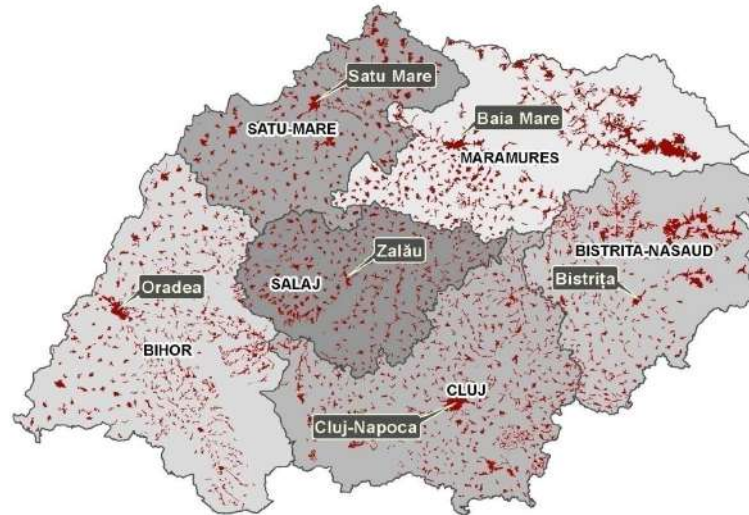 Satu Mare
SATU-MARE
Baia Mare
MARAMURES
Zalău
BISTRITA-NASAUD
SALAJ
Bistrița
Oradea
BIHOR
CLUJ
Cluj-Napoca